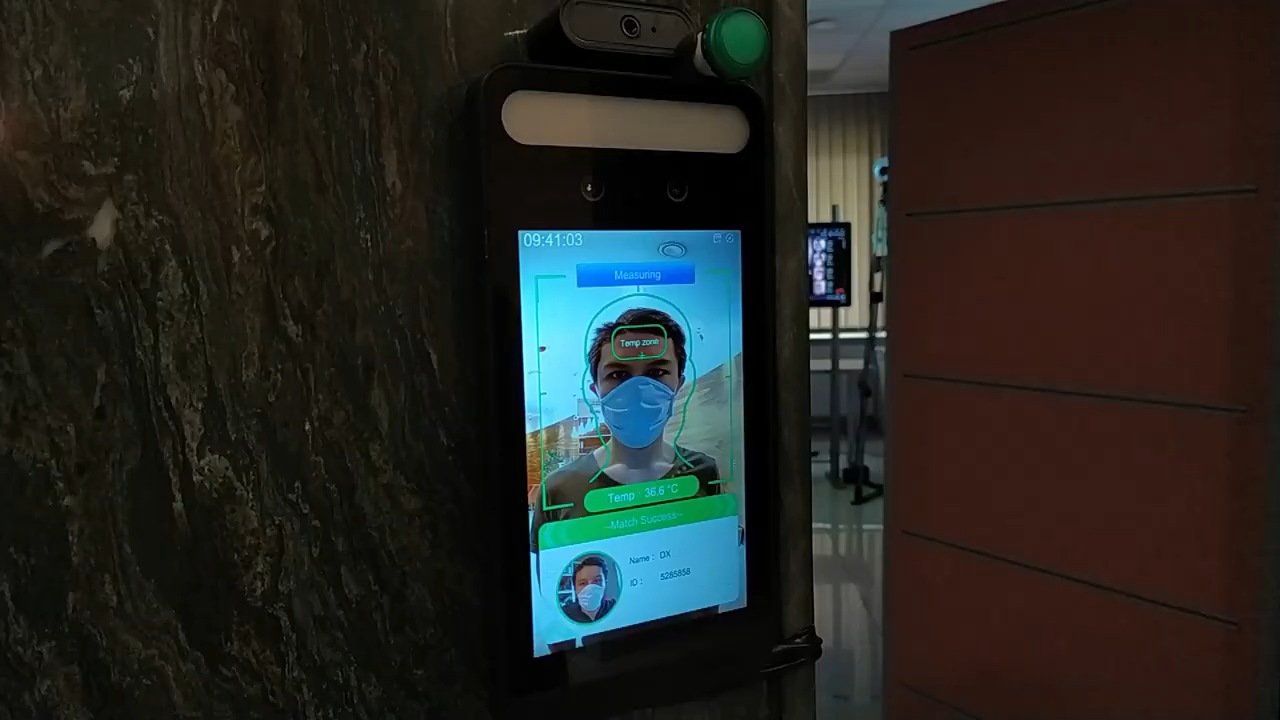 09:41:03
Measuring
Temp zone
Temp : 36.6 °C
--Match Success--
Name : DX
ID : 5285858